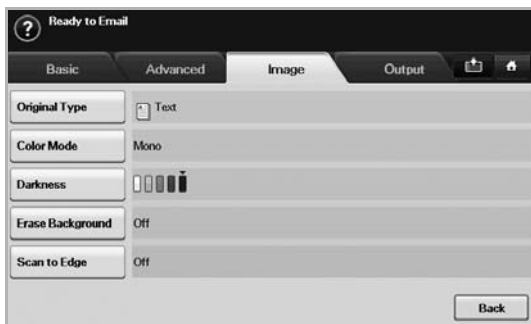 Ready to Email
Basic Advanced Image Output
Original Type Text
Color Mode Mono
Darkness
Erase Background Off
Scan to Edge Off
Back